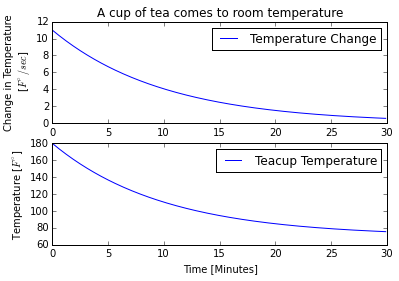 A cup of tea comes to room temperature
Change in Temperature
[F° /sec]
12
10
8
6
4
2
0
Temperature Change
0 5 10 15 20 25 30
Temperature [F°]
180
160
140
120
100
80
60
Teacup Temperature
0 5 10 15 20 25 30
Time [Minutes]